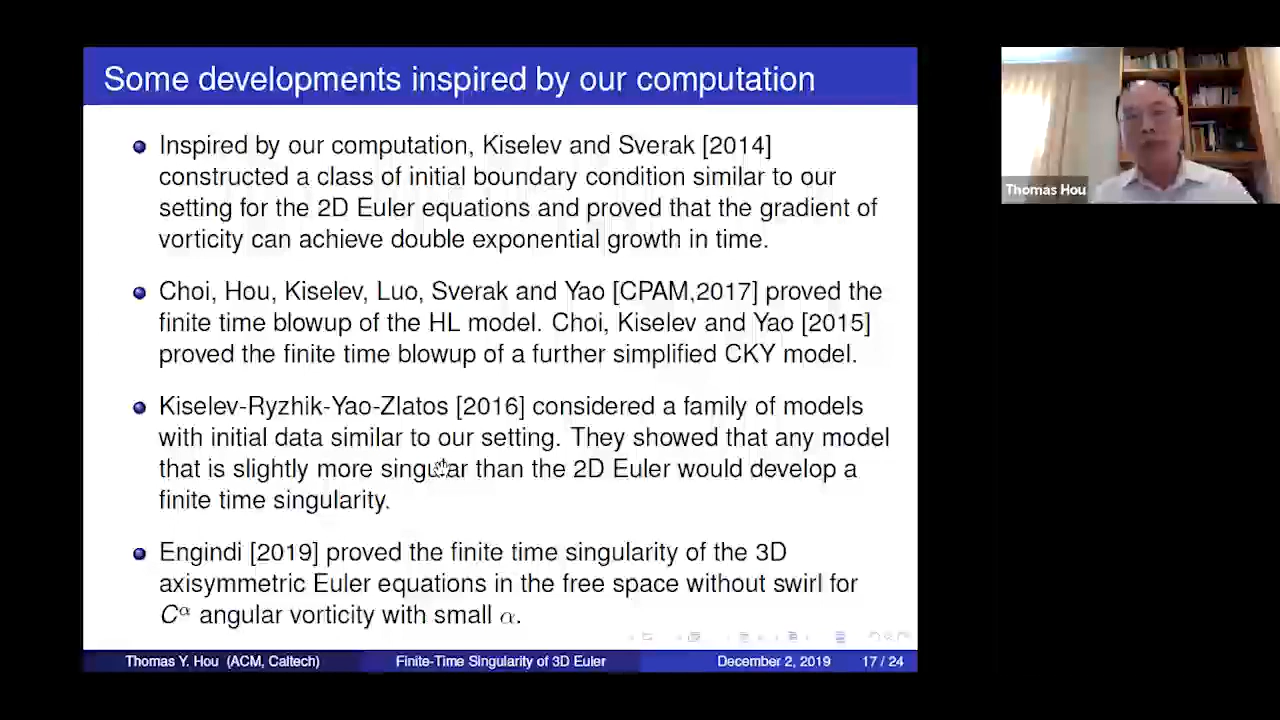 Some developments inspired by our computation
Inspired by our computation, Kiselev and Sverak [2014]
constructed a class of initial boundary condition similar to our
setting for the 2D Euler equations and proved that the gradient of
vorticity can achieve double exponential growth in time.
Choi, Hou, Kiselev, Luo, Sverak and Yao [CPAM,2017] proved the
finite time blowup of the HL model. Choi, Kiselev and Yao [2015]
proved the finite time blowup of a further simplified CKY model.
Kiselev-Ryzhik-Yao-Zlatos [2016] considered a family of models
with initial data similar to our setting. They showed that any model
that is slightly more singular than the 2D Euler would develop a
finite time singularity.
Engindi [2019] proved the finite time singularity of the 3D
axisymmetric Euler equations in the free space without swirl for
C^α angular vorticity with small α.
Thomas Y. Hou (ACM, Caltech) Finite-Time Singularity of 3D Euler December 2, 2019 17 / 24
Thomas Hou